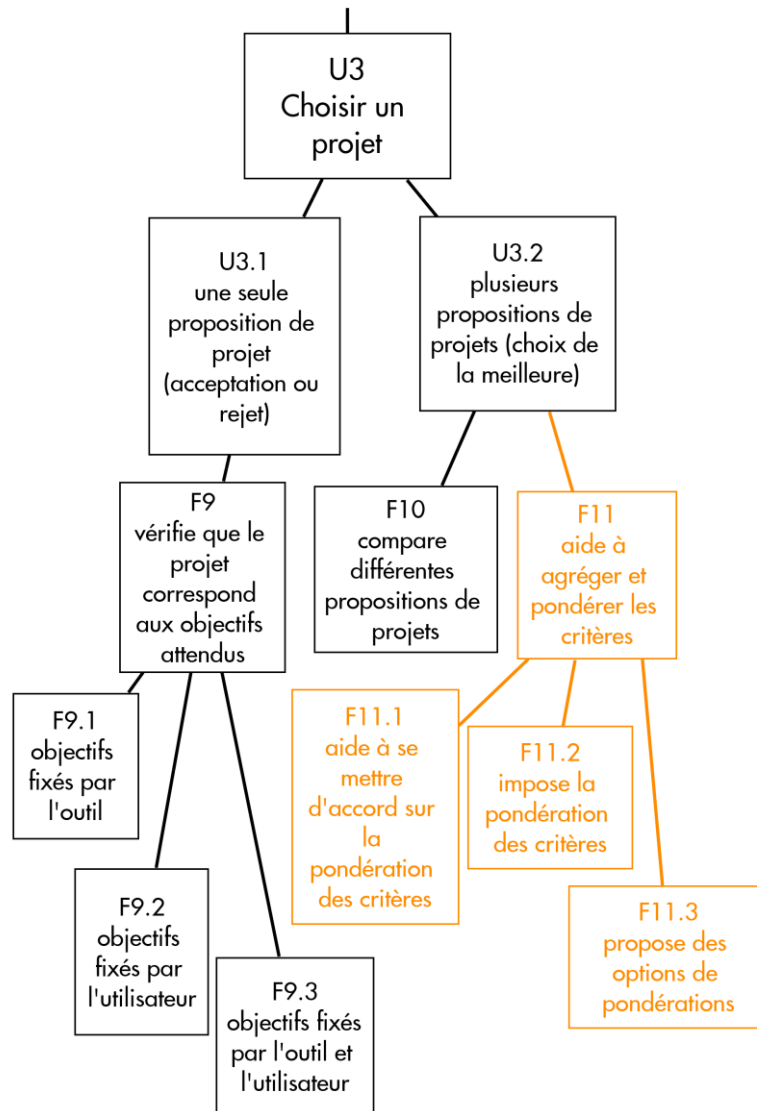 U3
Choisir un
projet
U3.1
une seule
proposition de
projet
(acceptation ou
rejet)
U3.2
plusieurs
propositions de
projets (choix de
la meilleure)
F9
vérifie que le
projet
correspond
aux objectifs
attendus
F10
compare
différentes
propositions de
projets
F11
aide à
agréger et
pondérer les
critères
F9.1
objectifs
fixés par
l'outil
F11.1
aide à se
mettre
d'accord sur
la
pondération
des critères
F11.2
impose la
pondération
des critères
F9.2
objectifs
fixés par
l'utilisateur
F11.3
propose des
options de
pondérations
F9.3
objectifs fixés
par l'outil et
l'utilisateur